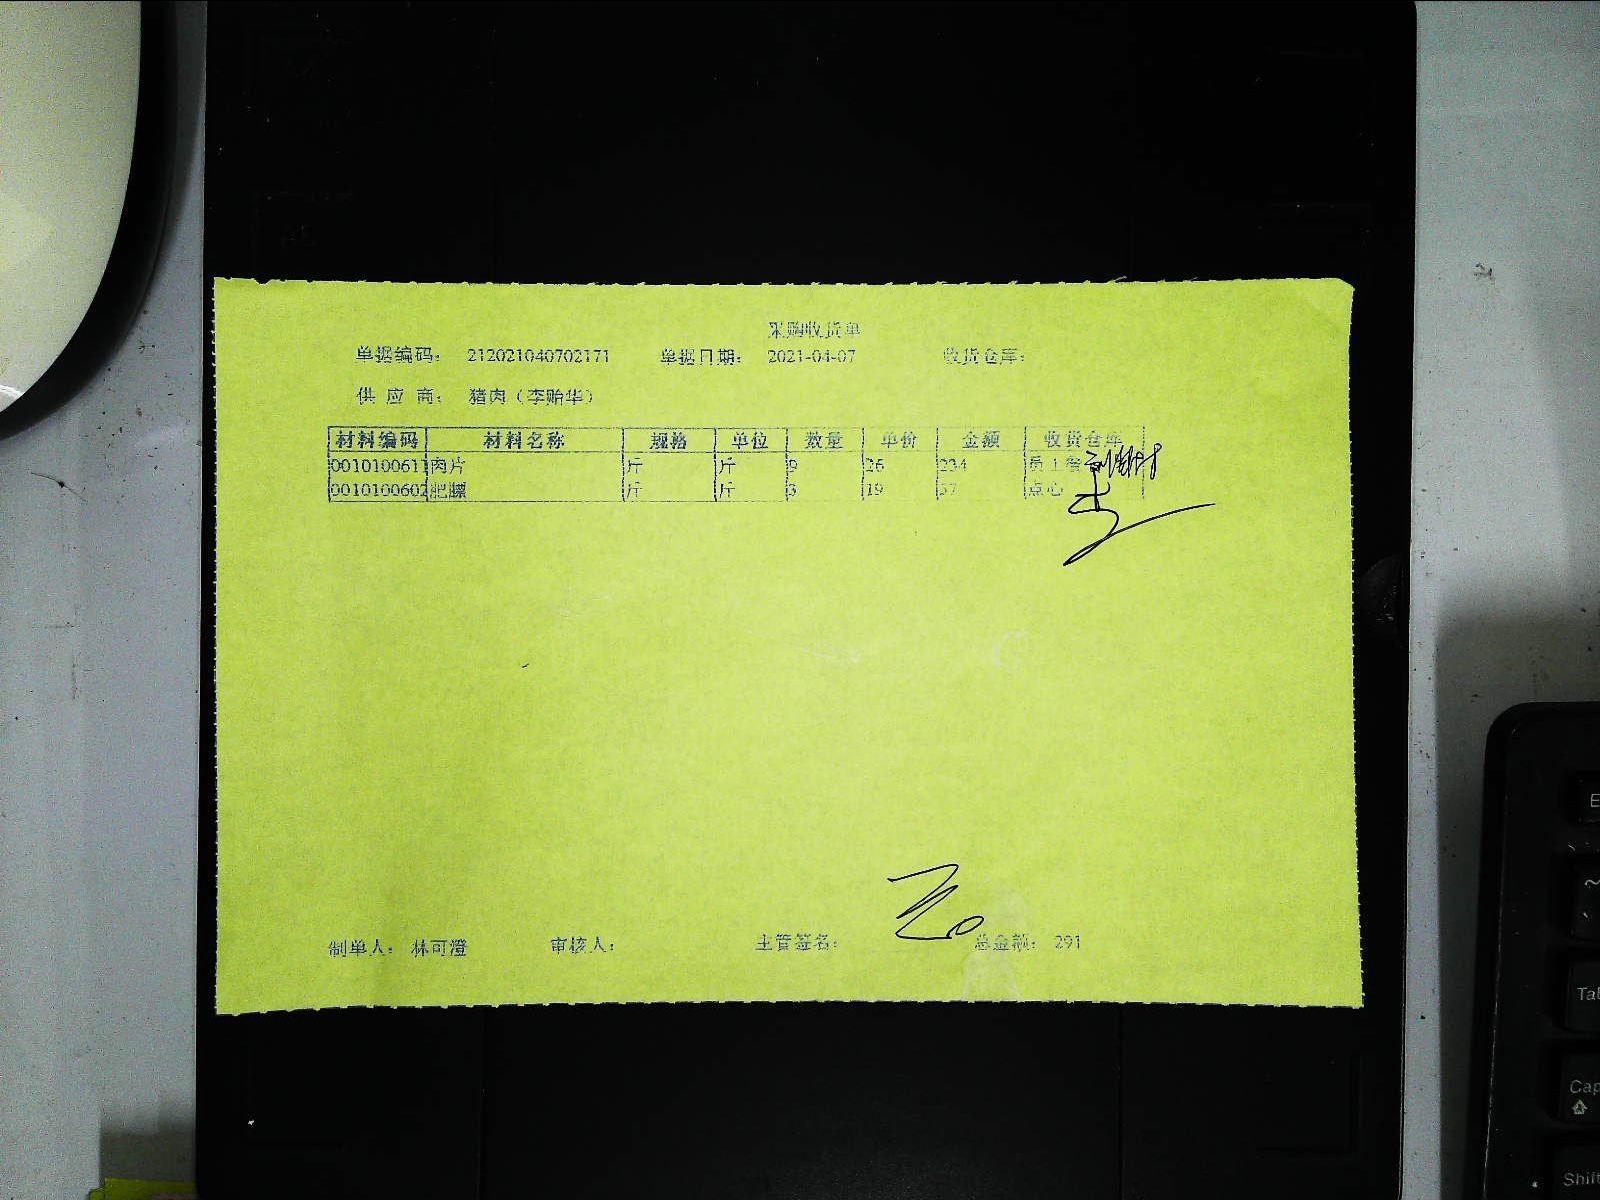 采购收货单
单据编码： 212021040702171 单据日期： 2021-04-07 收货仓库：
供 应 商： 猪肉（李贻华）
材料编码 材料名称 规格 单位 数量 单价 金额 收货仓库
0010100611 肉片 斤 斤 9 26 234 员工餐
0010100602 肥膘 斤 斤 3 19 57 点心
制单人： 林可澄 审核人： 主管签名： 总金额： 291
E
~
Tab
Cap
Shift